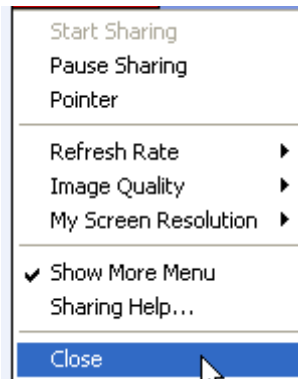 Start Sharing
Pause Sharing
Pointer
Refresh Rate
Image Quality
My Screen Resolution
Show More Menu
Sharing Help...
Close